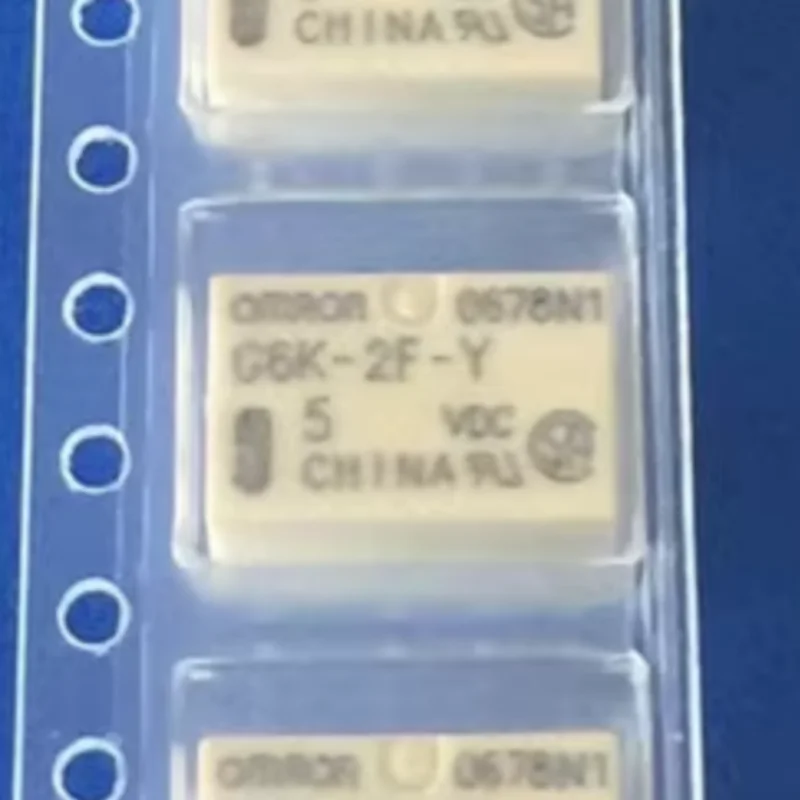 CHINA
OMRON 0678N1
G6K-2F-Y
5 VDC
CHINA
OMRON 0678N1